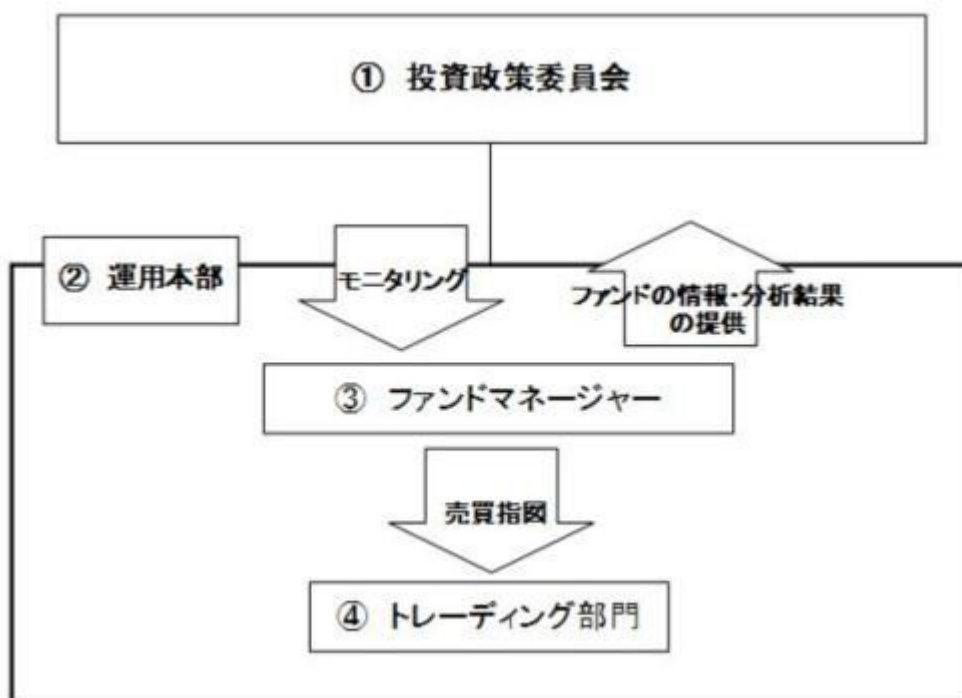 ① 投資政策委員会
② 運用本部
モニタリング
ファンドの情報・分析結果
の提供
③ ファンドマネージャー
売買指図
④ トレーディング部門